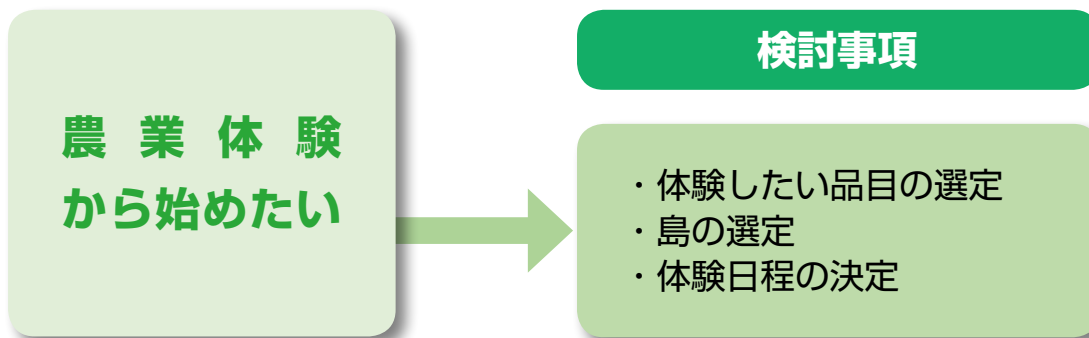 農業体験
から始めたい
検討事項
・体験したい品目の選定
・島の選定
・体験日程の決定